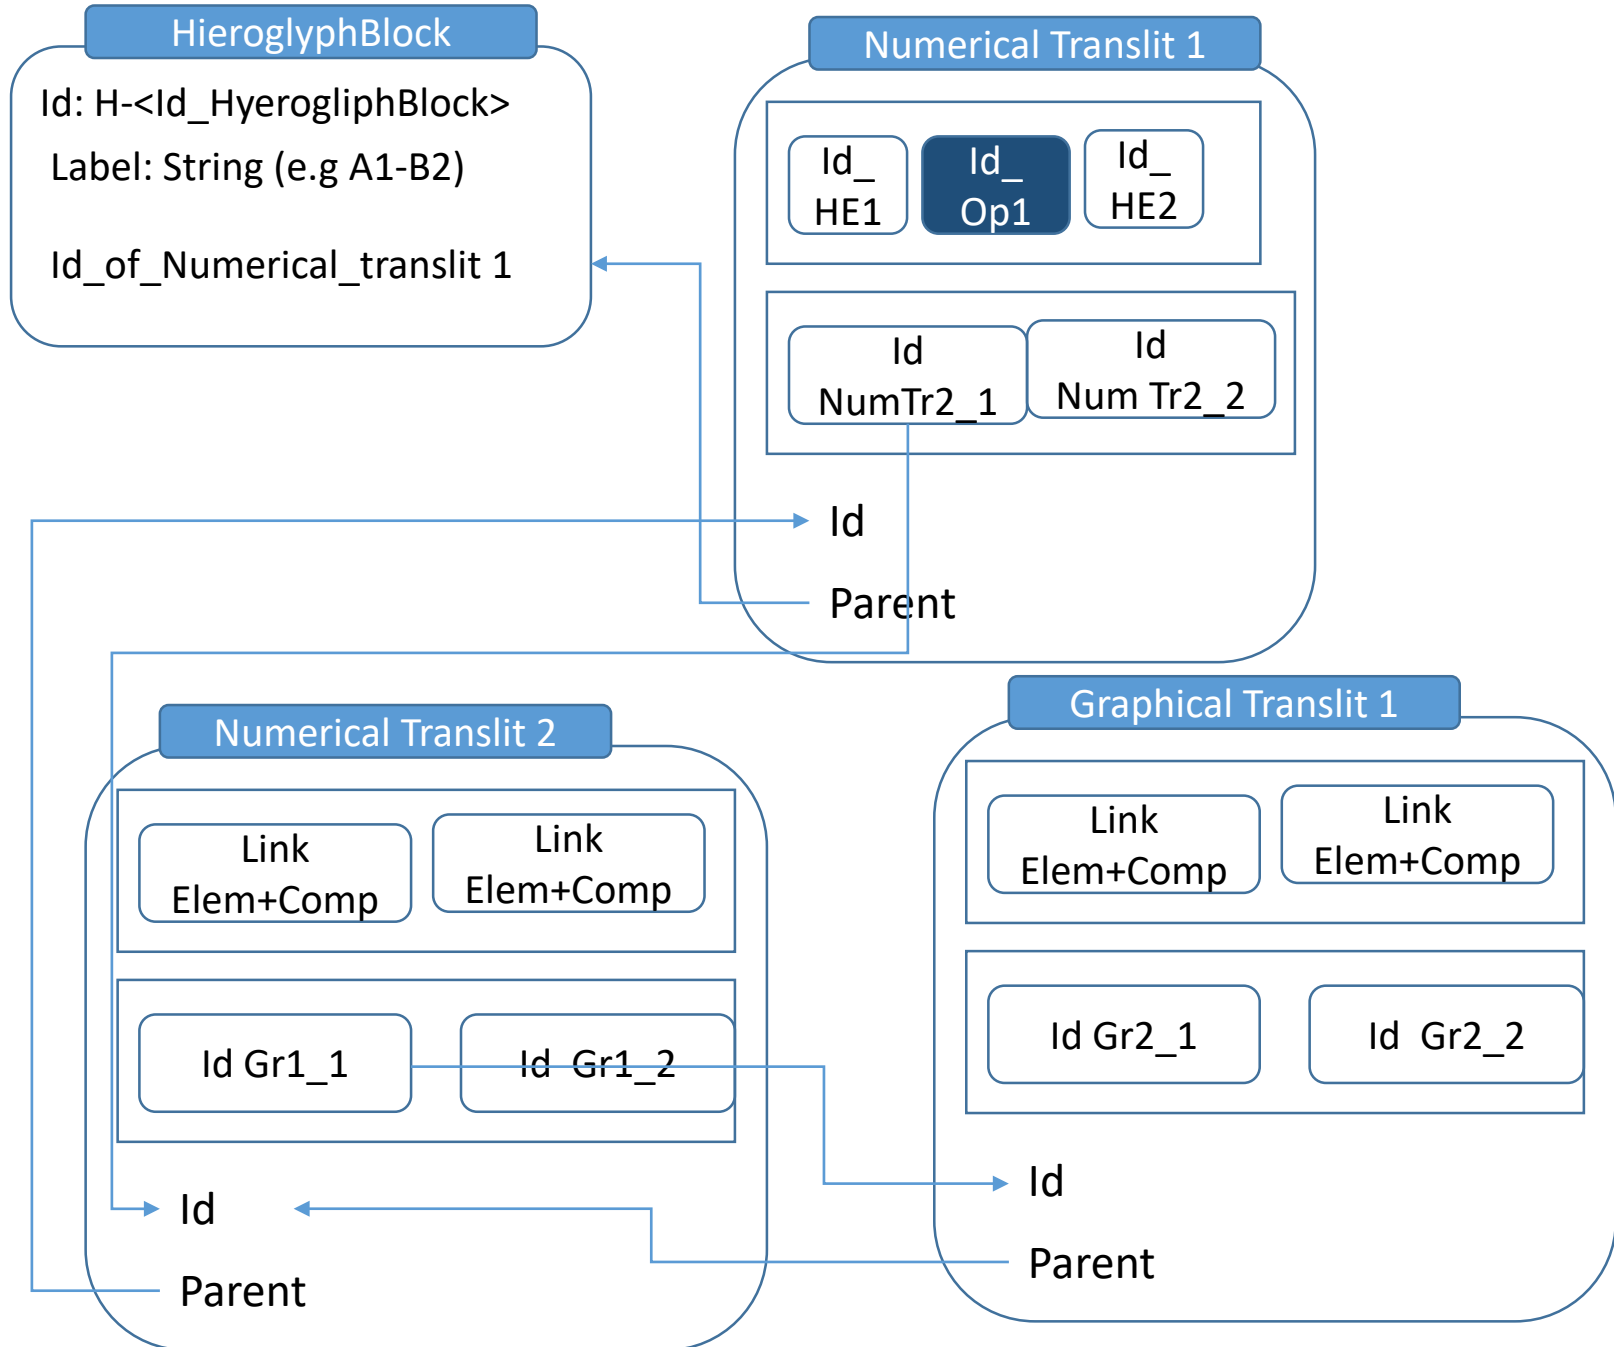 HieroglyphBlock
Id: H-<Id_HyerogliphBlock>
Label: String (e.g A1-B2)
Id_of_Numerical_translit 1
Numerical Translit 1
Id_
HE1
Id_
Op1
Id_
HE2
Id
NumTr2_1
Id
Num Tr2_2
Id
Parent
Numerical Translit 2
Link
Elem+Comp
Link
Elem+Comp
Id Gr1_1
Id  Gr1_2
Id
Parent
Graphical Translit 1
Link
Elem+Comp
Link
Elem+Comp
Id Gr2_1
Id  Gr2_2
Id
Parent